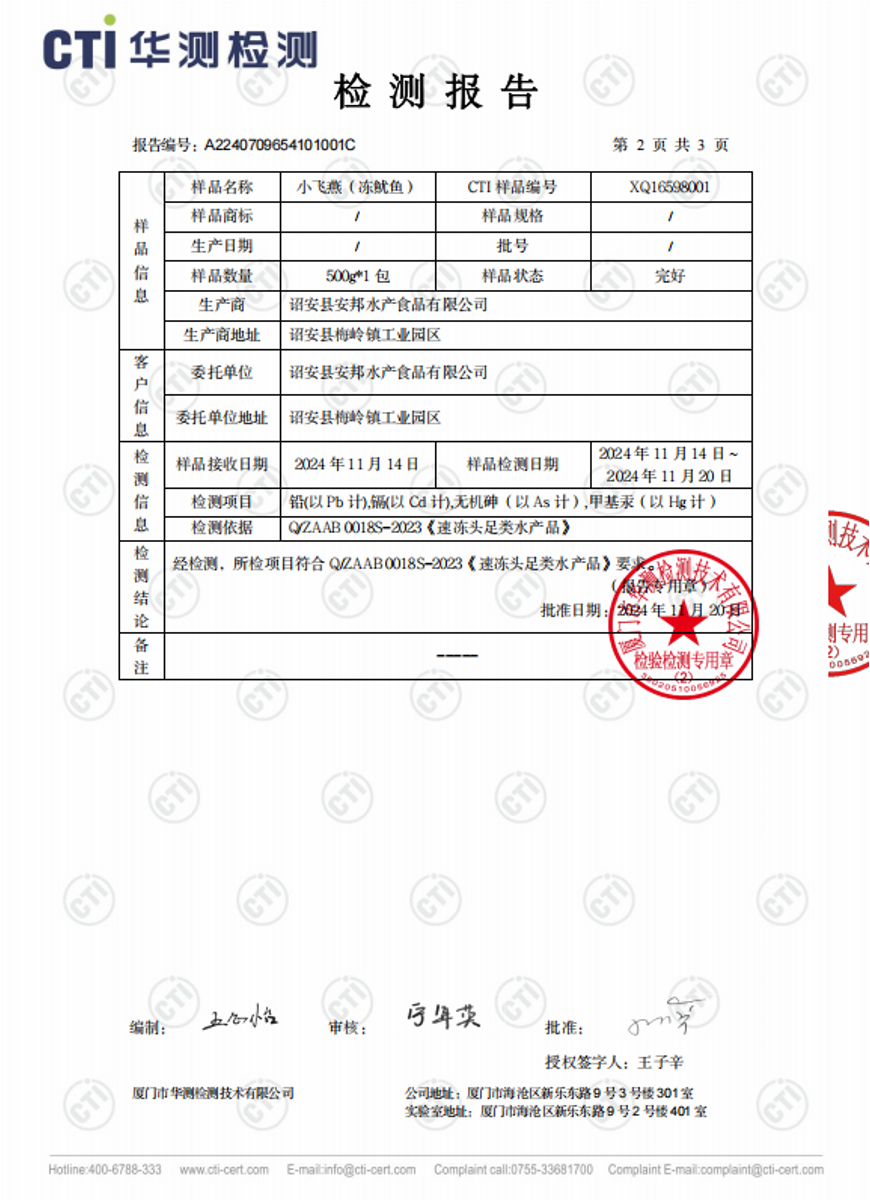 CTI 华测检测
检测报告
报告编号：A2240709654101001C
第 2 页 共 3 页
样品信息
样品名称 小飞燕（冻鱿鱼） CTI 样品编号 XQ16598001
样品商标 / 样品规格 /
生产日期 / 批号 /
样品数量 500g*1 包 样品状态 完好
生产商 诏安县安邦水产食品有限公司
生产商地址 诏安县梅岭镇工业园区
客户信息
委托单位 诏安县安邦水产食品有限公司
委托单位地址 诏安县梅岭镇工业园区
检测信息
样品接收日期 2024 年 11 月 14 日 样品检测日期 2024 年 11 月 14 日~
2024 年 11 月 20 日
检测项目 铅(以 Pb 计),镉(以 Cd 计),无机砷（以 As 计）,甲基汞（以 Hg 计）
检测依据 Q/ZAAB 0018S-2023《速冻头足类水产品》
检测结论
经检测，所检项目符合 Q/ZAAB 0018S-2023《速冻头足类水产品》要求。
（报告专用章）
批准日期：2024 年 11 月 20 日
厦门市华测检测技术有限公司
检验检测专用章
(2)
备注
----
编制： 审核： 批准：
授权签字人：王子辛
厦门市华测检测技术有限公司
公司地址：厦门市海沧区新乐东路 9 号 3 号楼 301 室
实验室地址：厦门市海沧区新乐东路 9 号 2 号楼 401 室
Hotline:400-6788-333 www.cti-cert.com E-mail:info@cti-cert.com Complaint call:0755-33681700 Complaint E-mail:complaint@cti-cert.com